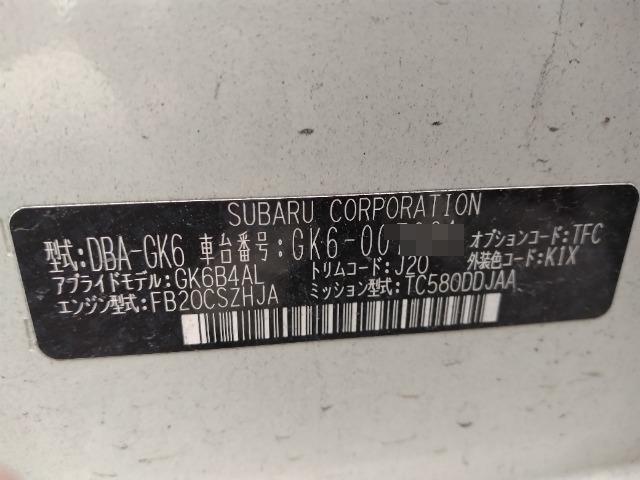 SUBARU CORPORATION
型式:DBA-GK6 車台番号:GK6-00 オプションコード:TFC
アプライドモデル:GK6B4AL トリムコード:J20 外装色コード:K1X
エンジン型式:FB20CSZHJA ミッション型式:TC580DDJAA